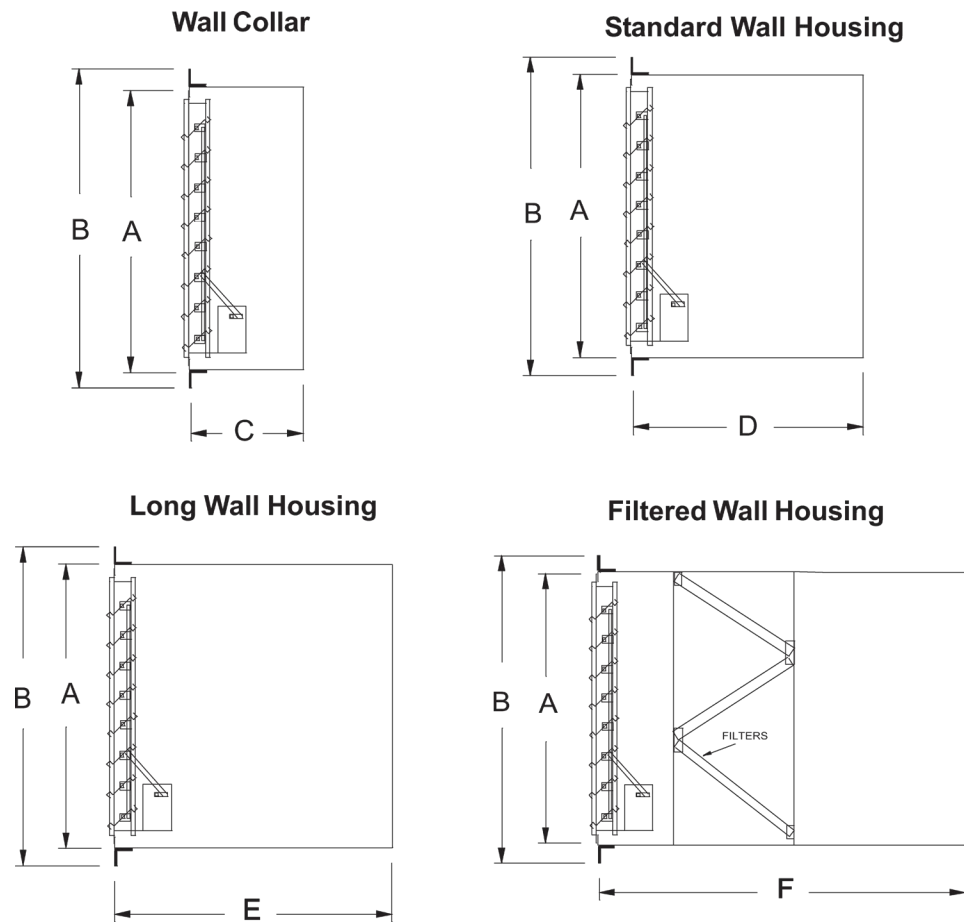 Wall Collar
Standard Wall Housing
B
A
C
B
A
D
Long Wall Housing
Filtered Wall Housing
B
A
E
B
A
FILTERS
F